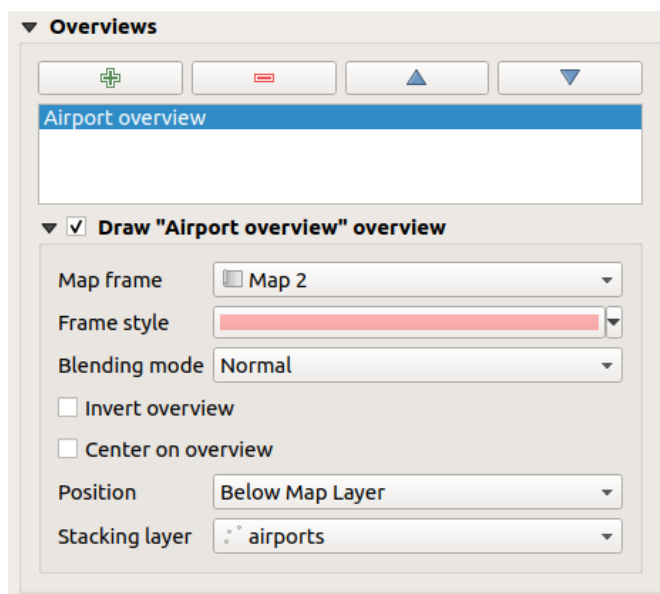 Overviews
Airport overview
Draw "Airport overview" overview
Map frame Map 2
Frame style
Blending mode Normal
Invert overview
Center on overview
Position Below Map Layer
Stacking layer airports